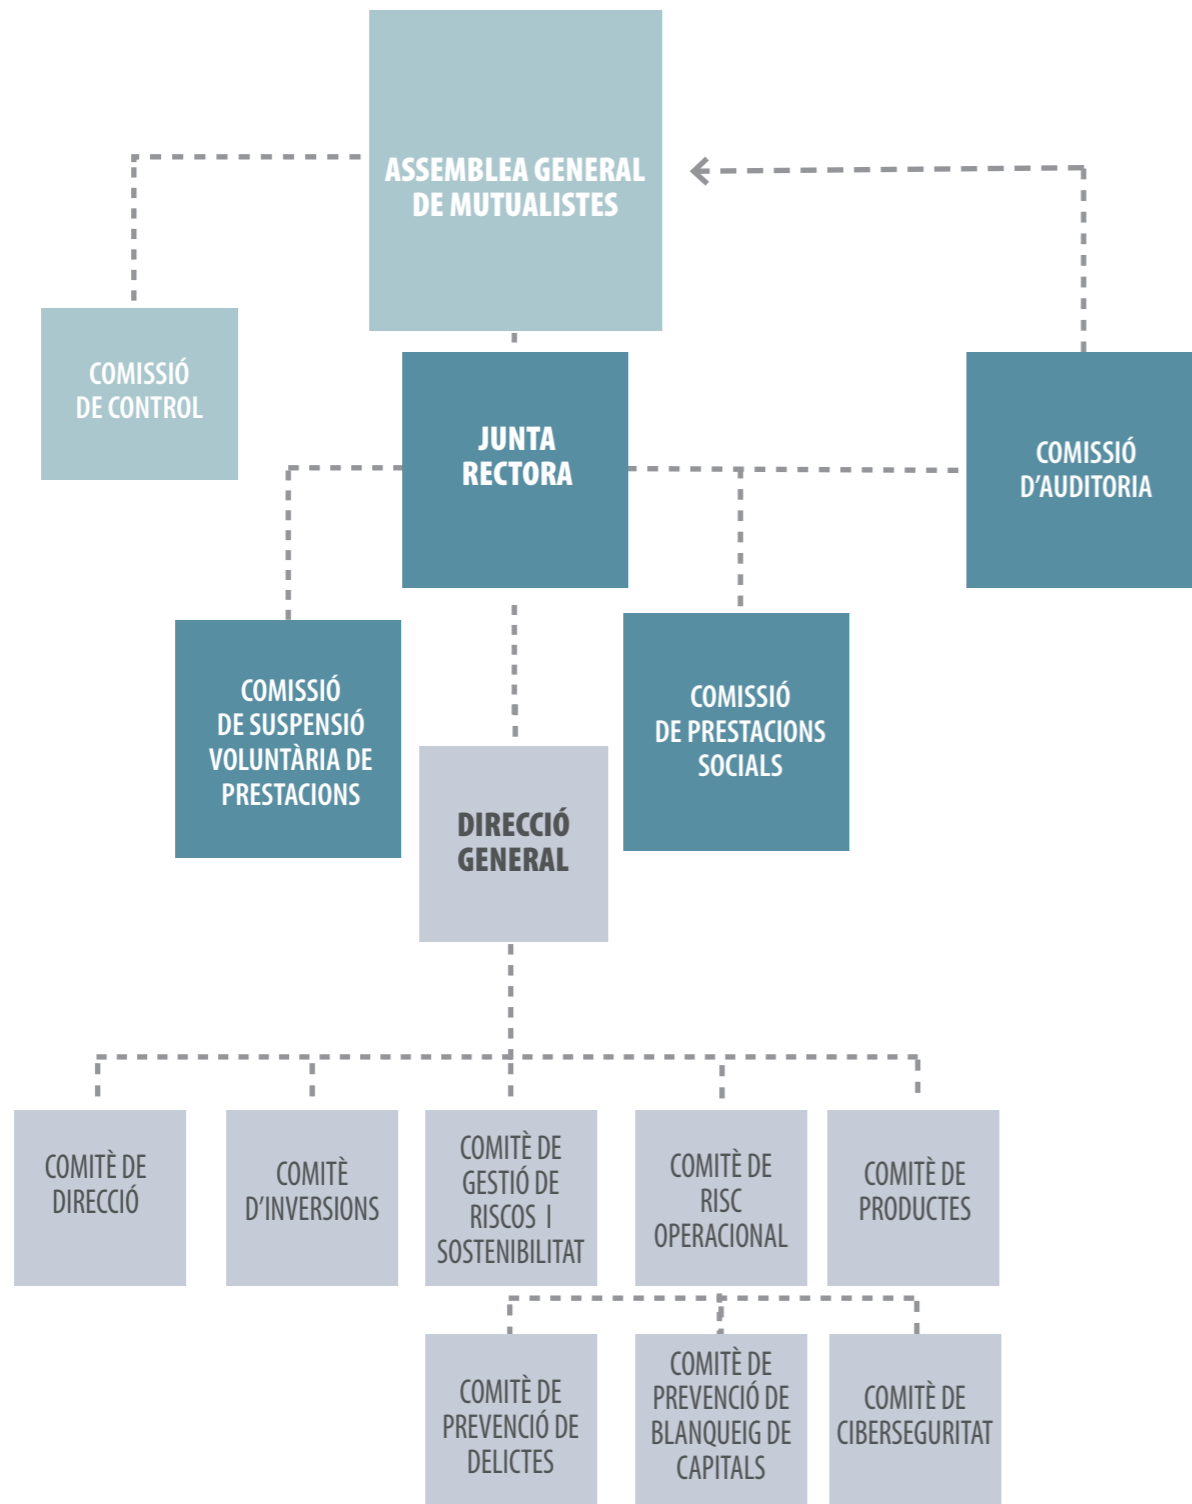 ASSEMBLEA GENERAL
DE MUTUALISTES
COMISSIÓ
DE CONTROL
JUNTA
RECTORA
COMISSIÓ
D’AUDITORIA
COMISSIÓ
DE SUSPENSIÓ
VOLUNTÀRIA DE
PRESTACIONS
COMISSIÓ
DE PRESTACIONS
SOCIALS
DIRECCIÓ
GENERAL
COMITÈ DE
DIRECCIÓ
COMITÈ
D’INVERSIONS
COMITÈ DE
GESTIÓ DE
RISCOS I
SOSTENIBILITAT
COMITÈ DE
RISC
OPERACIONAL
COMITÈ DE
PRODUCTES
COMITÈ DE
PREVENCIÓ DE
DELICTES
COMITÈ DE
PREVENCIÓ DE
BLANQUEIG DE
CAPITALS
COMITÈ DE
CIBERSEGURITAT